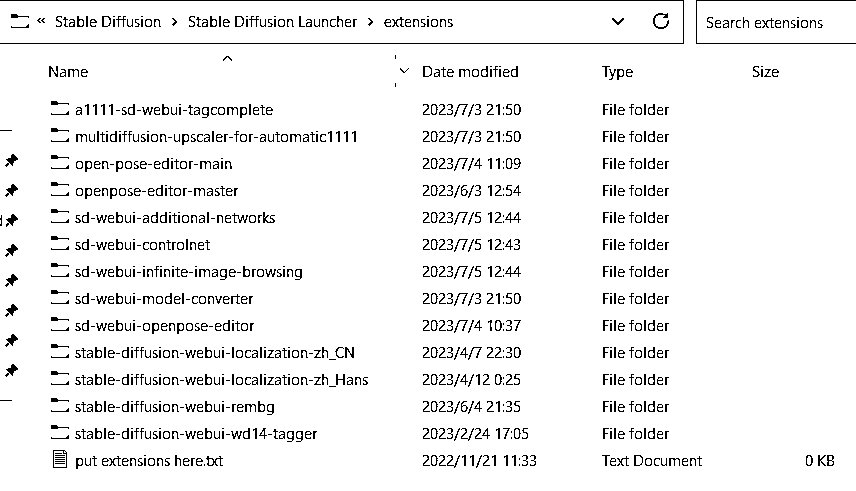 « Stable Diffusion > Stable Diffusion Launcher > extensions Search extensions
Name Date modified Type Size
a1111-sd-webui-tagcomplete 2023/7/3 21:50 File folder
multidiffusion-upscaler-for-automatic1111 2023/7/3 21:50 File folder
open-pose-editor-main 2023/7/4 11:09 File folder
openpose-editor-master 2023/6/3 12:54 File folder
sd-webui-additional-networks 2023/7/5 12:44 File folder
sd-webui-controlnet 2023/7/5 12:43 File folder
sd-webui-infinite-image-browsing 2023/7/5 12:44 File folder
sd-webui-model-converter 2023/7/3 21:50 File folder
sd-webui-openpose-editor 2023/7/4 10:37 File folder
stable-diffusion-webui-localization-zh_CN 2023/4/7 22:30 File folder
stable-diffusion-webui-localization-zh_Hans 2023/4/12 0:25 File folder
stable-diffusion-webui-rembg 2023/6/4 21:35 File folder
stable-diffusion-webui-wd14-tagger 2023/2/24 17:05 File folder
put extensions here.txt 2022/11/21 11:33 Text Document 0 KB